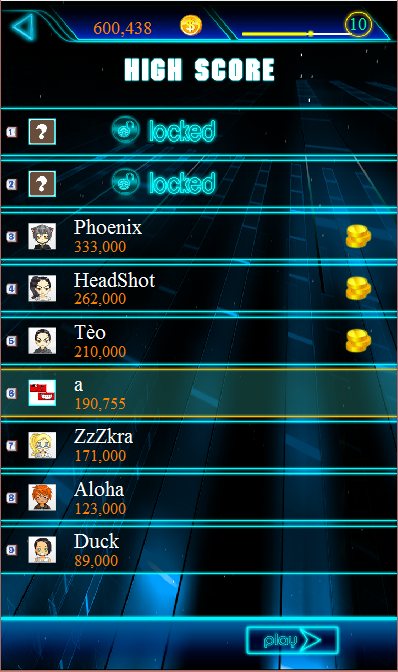 600,438
10
HIGH SCORE
1
?
locked
2
?
locked
3
Phoenix
333,000
4
HeadShot
262,000
5
Tèo
210,000
6
a
190,755
7
ZzZkra
171,000
8
Aloha
123,000
9
Duck
89,000
play